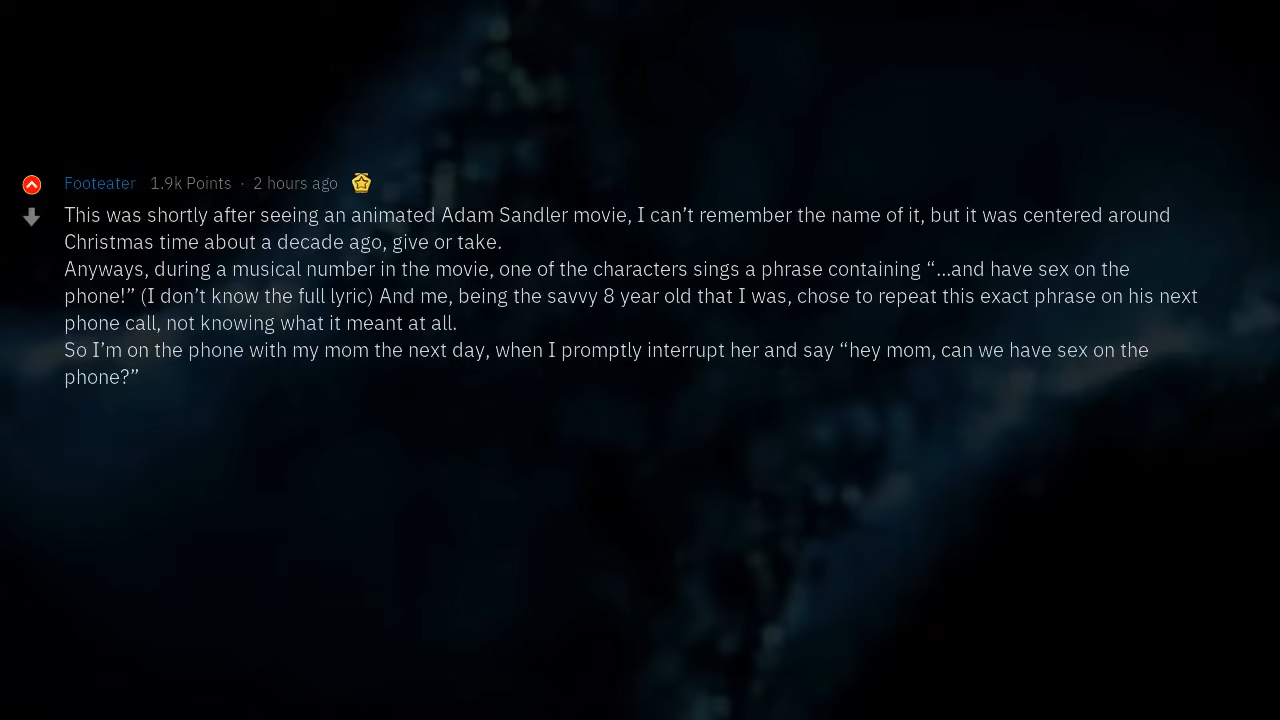 Footeater 1.9k Points · 2 hours ago
This was shortly after seeing an animated Adam Sandler movie, I can’t remember the name of it, but it was centered around
Christmas time about a decade ago, give or take.
Anyways, during a musical number in the movie, one of the characters sings a phrase containing “...and have sex on the
phone!” (I don’t know the full lyric) And me, being the savvy 8 year old that I was, chose to repeat this exact phrase on his next
phone call, not knowing what it meant at all.
So I’m on the phone with my mom the next day, when I promptly interrupt her and say “hey mom, can we have sex on the
phone?”